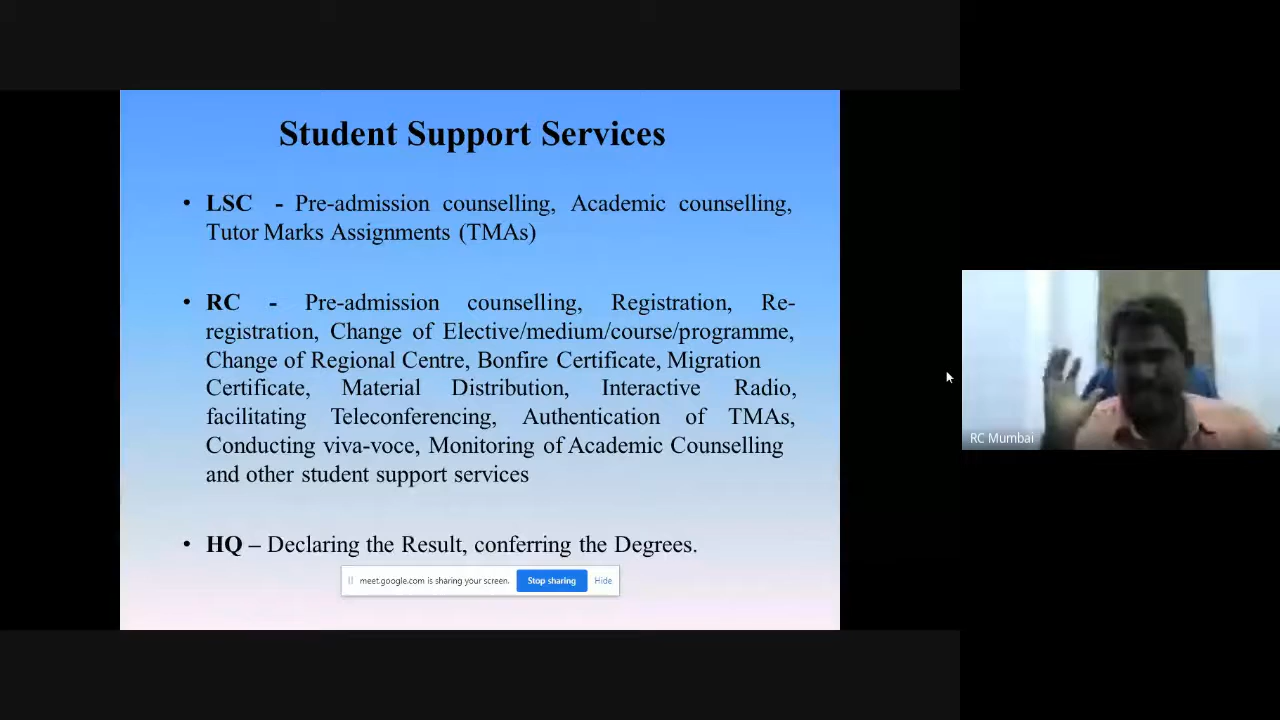 Student Support Services
• LSC - Pre-admission counselling, Academic counselling,
Tutor Marks Assignments (TMAs)
• RC - Pre-admission counselling, Registration, Re-
registration, Change of Elective/medium/course/programme,
Change of Regional Centre, Bonfire Certificate, Migration
Certificate, Material Distribution, Interactive Radio,
facilitating Teleconferencing, Authentication of TMAs,
Conducting viva-voce, Monitoring of Academic Counselling
and other student support services
• HQ – Declaring the Result, conferring the Degrees.
meet.google.com is sharing your screen. Stop sharing Hide
RC Mumbai